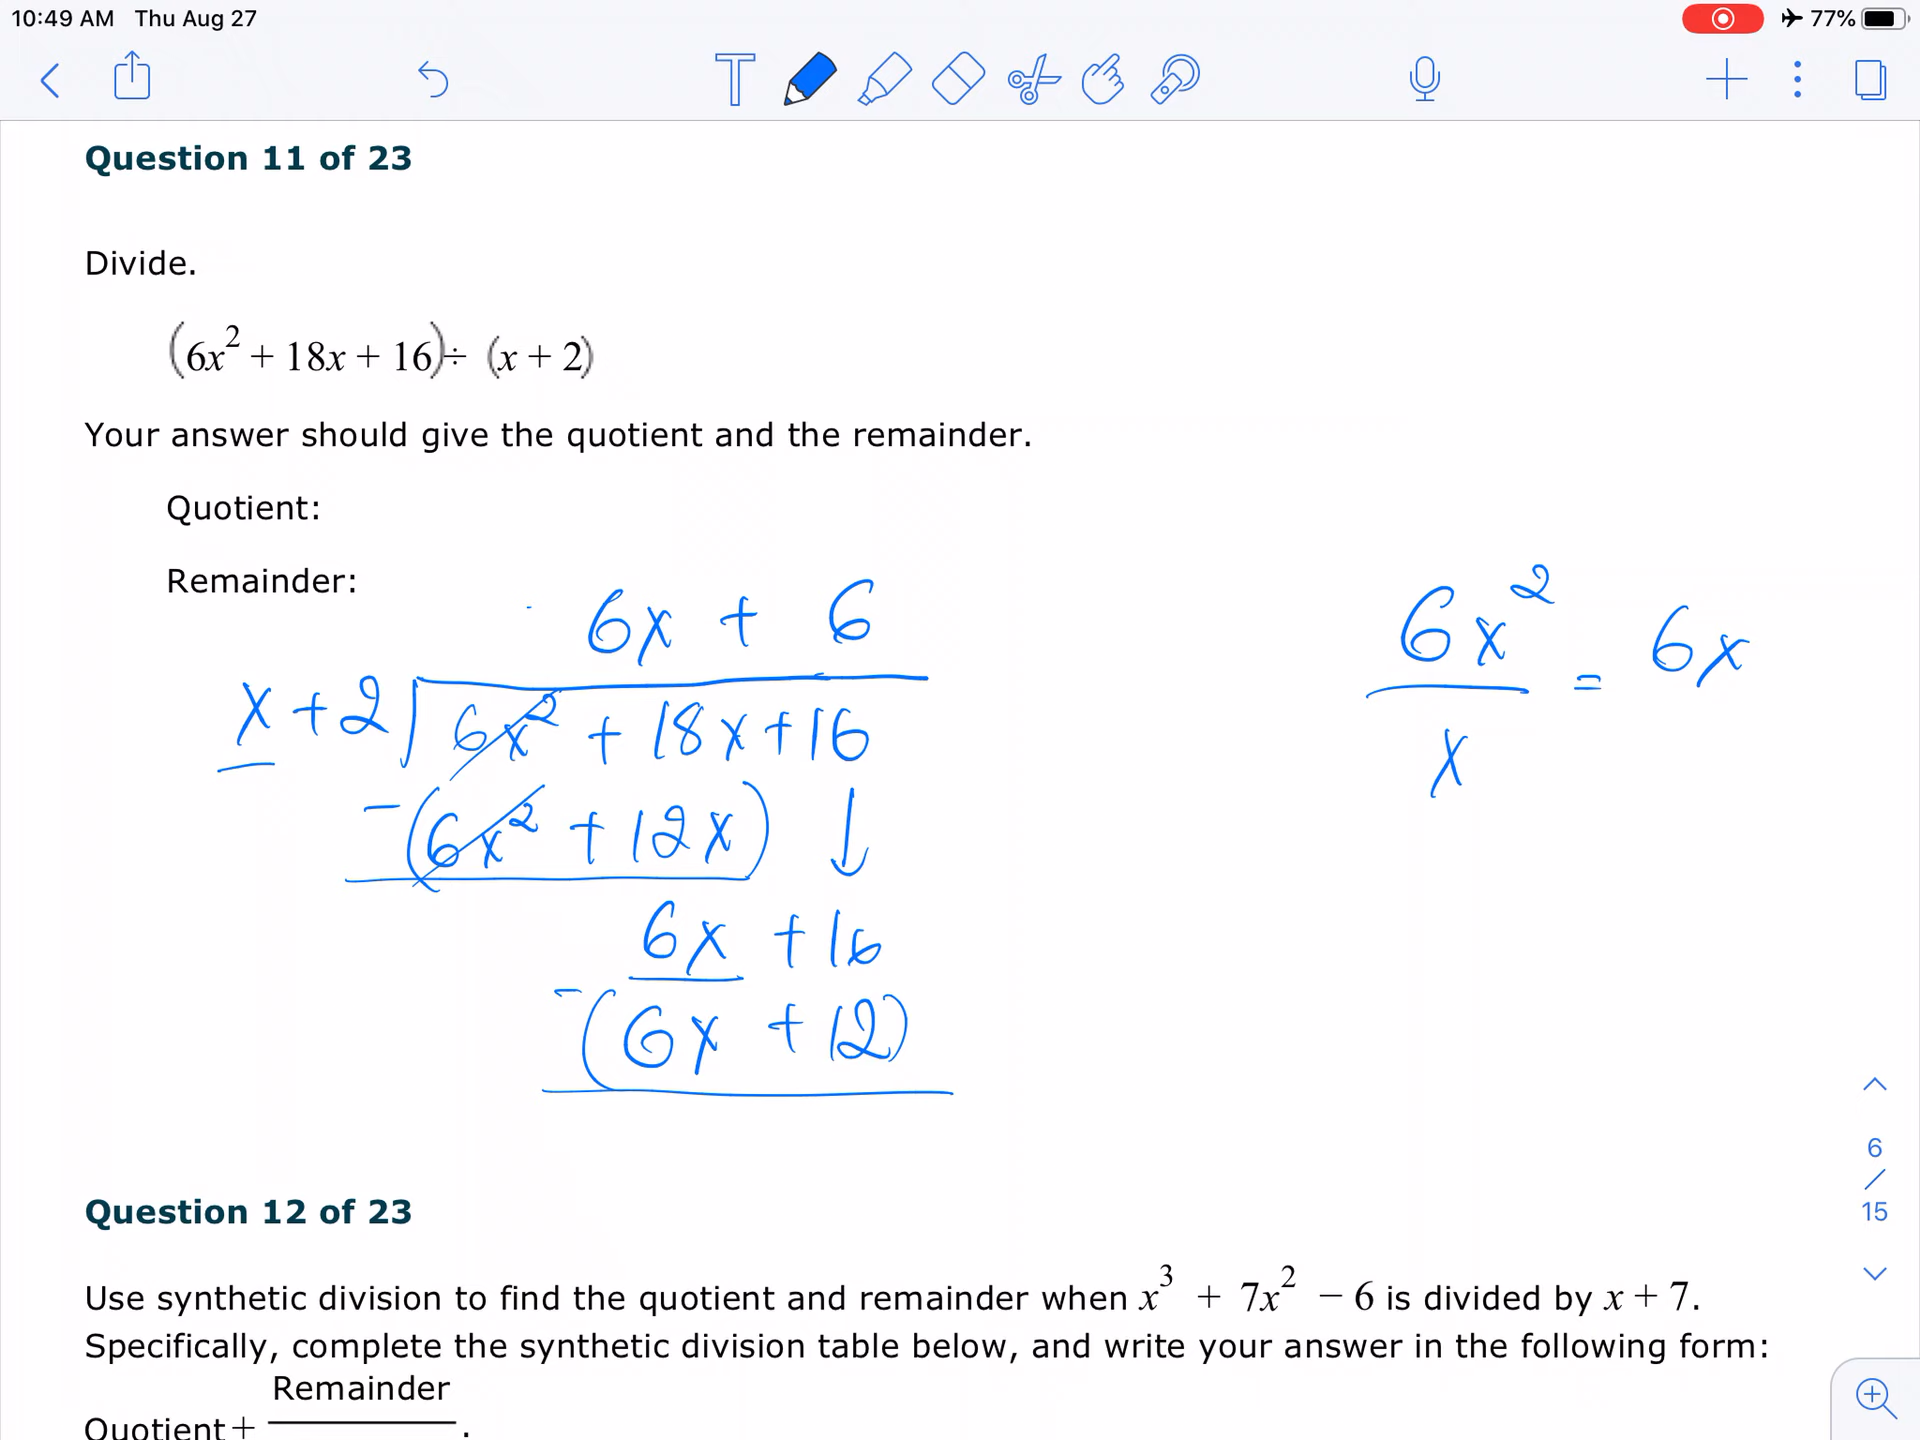 10:49 AM Thu Aug 27
77%
T
Question 11 of 23
Divide.
(6x² + 18x + 16) ÷ (x + 2)
Your answer should give the quotient and the remainder.
Quotient:
Remainder:
6x + 6
x + 2
6x² + 18x + 16
-(6x² + 12x)
6x + 16
-(6x + 12)
6x²
x
= 6x
6
/
15
Question 12 of 23
Use synthetic division to find the quotient and remainder when x³ + 7x² − 6 is divided by x + 7.
Specifically, complete the synthetic division table below, and write your answer in the following form:
Remainder
Quotient +
.